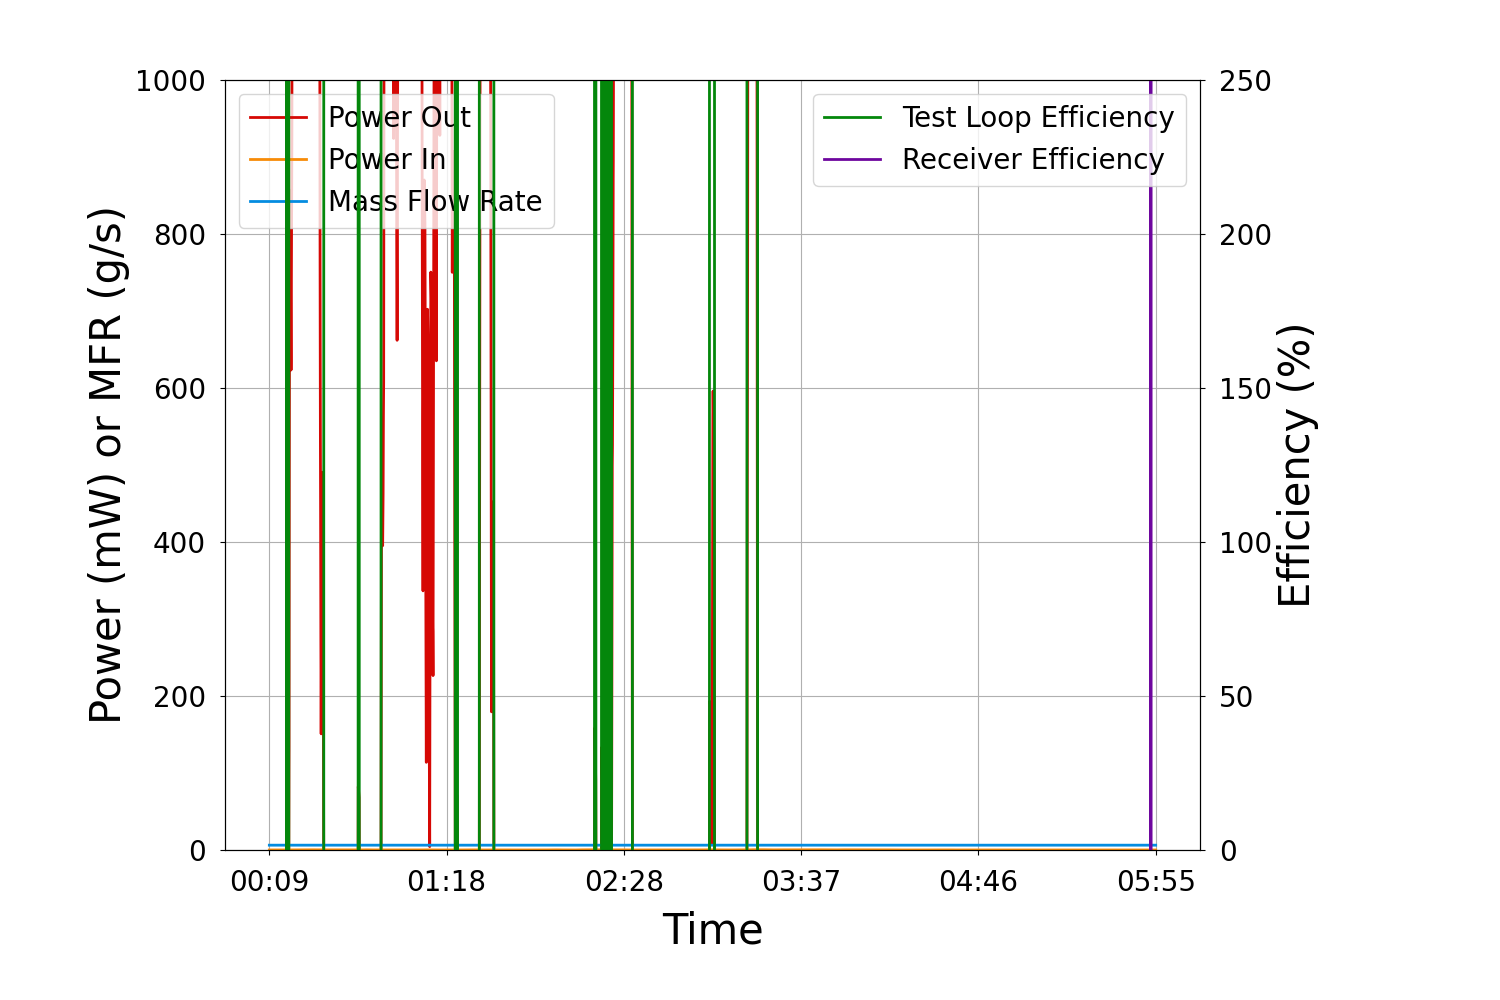 1000
800
600
400
200
0
Power (mW) or MFR (g/s)
Power Out
Power In
Mass Flow Rate
Test Loop Efficiency
Receiver Efficiency
250
200
150
100
50
0
Efficiency (%)
00:09 01:18 02:28 03:37 04:46 05:55
Time